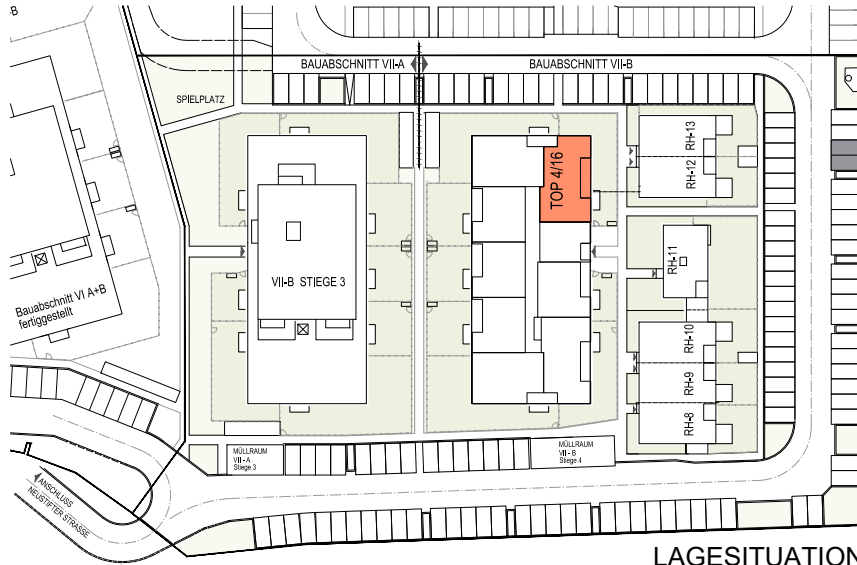 -B
BAUABSCHNITT VII-A
BAUABSCHNITT VII-B
SPIELPLATZ
TOP 4/16
RH-13
RH-12
RH-11
VII-B STIEGE 3
Bauabschnitt VI A+B
fertiggestellt
RH-10
RH-9
RH-8
MÜLLRAUM
VII - A
Stiege 3
MÜLLRAUM
VII - B
Stiege 4
ANSCHLUSS
NEUSTIFTER STRASSE
LAGESITUATION